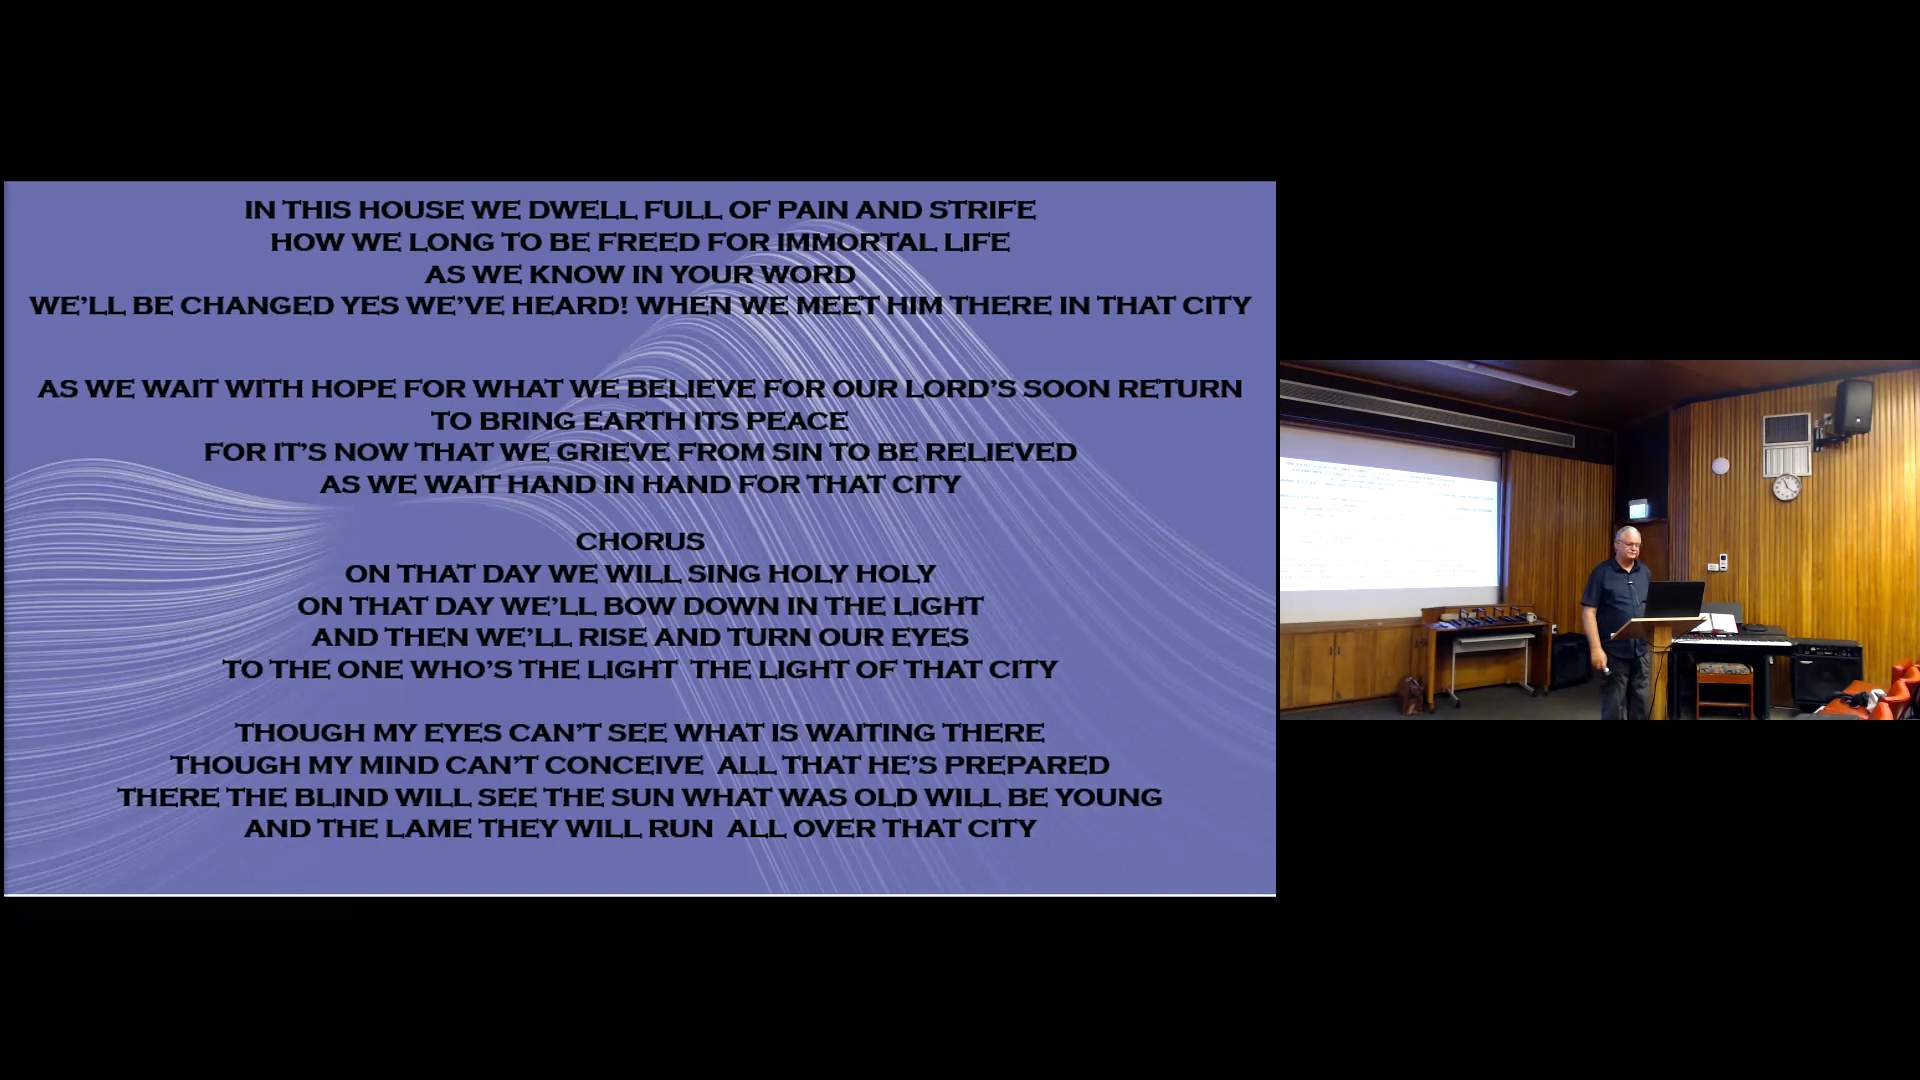 IN THIS HOUSE WE DWELL FULL OF PAIN AND STRIFE
HOW WE LONG TO BE FREED FOR IMMORTAL LIFE
AS WE KNOW IN YOUR WORD
WE'LL BE CHANGED YES WE'VE HEARD! WHEN WE MEET HIM THERE IN THAT CITY
AS WE WAIT WITH HOPE FOR WHAT WE BELIEVE FOR OUR LORD'S SOON RETURN
TO BRING EARTH ITS PEACE
FOR IT'S NOW THAT WE GRIEVE FROM SIN TO BE RELIEVED
AS WE WAIT HAND IN HAND FOR THAT CITY
CHORUS
ON THAT DAY WE WILL SING HOLY HOLY
ON THAT DAY WE'LL BOW DOWN IN THE LIGHT
AND THEN WE'LL RISE AND TURN OUR EYES
TO THE ONE WHO'S THE LIGHT THE LIGHT OF THAT CITY
THOUGH MY EYES CAN'T SEE WHAT IS WAITING THERE
THOUGH MY MIND CAN'T CONCEIVE ALL THAT HE'S PREPARED
THERE THE BLIND WILL SEE THE SUN WHAT WAS OLD WILL BE YOUNG
AND THE LAME THEY WILL RUN ALL OVER THAT CITY